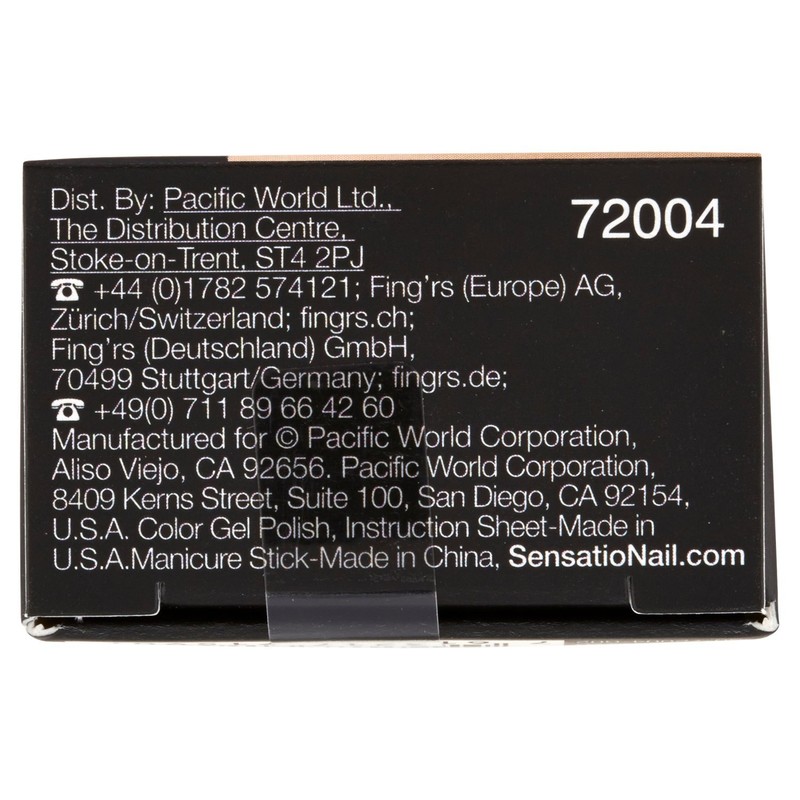 Dist. By: Pacific World Ltd.,
72004
The Distribution Centre,
Stoke-on-Trent, ST4 2PJ
☎ +44 (0)1782 574121; Fing'rs (Europe) AG,
Zürich/Switzerland; fingrs.ch;
Fing'rs (Deutschland) GmbH,
70499 Stuttgart/Germany; fingrs.de;
☎ +49(0) 711 89 66 42 60
Manufactured for © Pacific World Corporation,
Aliso Viejo, CA 92656. Pacific World Corporation,
8409 Kerns Street, Suite 100, San Diego, CA 92154,
U.S.A. Color Gel Polish, Instruction Sheet-Made in
U.S.A.Manicure Stick-Made in China, SensatioNail.com